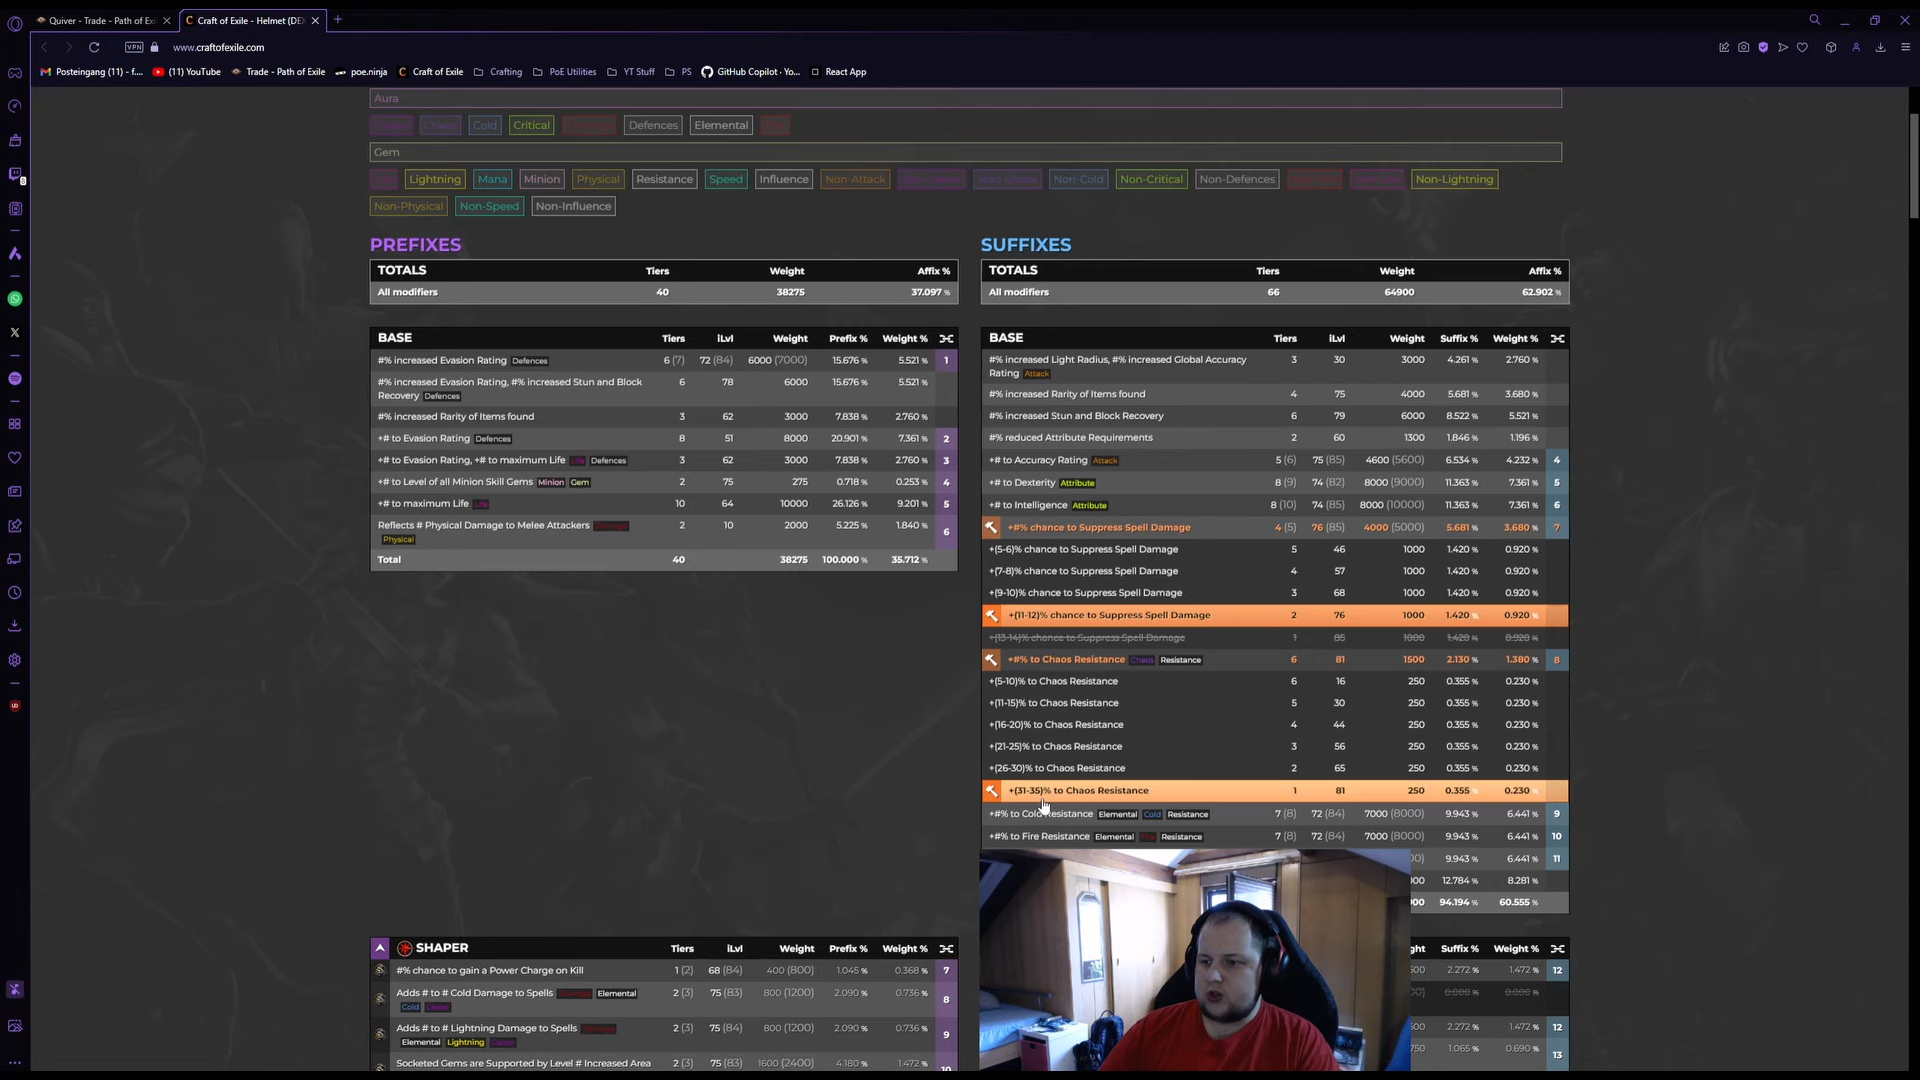 Quiver - Trade - Path of Exi
Craft of Exile - Helmet (DE
www.craftofexile.com
VPN
Posteingang (11) - f...
(11) YouTube
Trade - Path of Exile
poe.ninja
Craft of Exile
Crafting
PoE Utilities
YT Stuff
PS
GitHub Copilot · Yo...
React App
Aura
Chaos Cold Critical Defences Elemental
Gem
Lightning Mana Minion Physical Resistance Speed Influence Non-Attack Non-Chaos Non-Cold Non-Critical Non-Defences Non-Lightning
Non-Physical Non-Speed Non-Influence
PREFIXES
TOTALS Tiers Weight Affix %
All modifiers 40 38275 37.097 %
BASE Tiers iLvl Weight Prefix % Weight %
#% increased Evasion Rating Defences 6 (7) 72 (84) 6000 (7000) 15.676 % 5.521 % 1
#% increased Evasion Rating, #% increased Stun and Block
Recovery Defences 6 78 6000 15.676 % 5.521 %
#% increased Rarity of Items found 3 62 3000 7.838 % 2.760 %
+# to Evasion Rating Defences 8 51 8000 20.901 % 7.361 % 2
+# to Evasion Rating, +# to maximum Life Life Defences 3 62 3000 7.838 % 2.760 % 3
+# to Level of all Minion Skill Gems Minion Gem 2 75 275 0.718 % 0.253 % 4
+# to maximum Life Life 10 64 10000 26.126 % 9.201 % 5
Reflects # Physical Damage to Melee Attackers Damage 2 10 2000 5.225 % 1.840 % 6
Physical
Total 40 38275 100.000 % 35.712 %
SHAPER Tiers iLvl Weight Prefix % Weight %
#% chance to gain a Power Charge on Kill 1 (2) 68 (84) 400 (800) 1.045 % 0.368 % 7
Adds # to # Cold Damage to Spells Damage Elemental 2 (3) 75 (83) 800 (1200) 2.090 % 0.736 % 8
Cold Caster
Adds # to # Lightning Damage to Spells Damage 2 (3) 75 (84) 800 (1200) 2.090 % 0.736 % 9
Elemental Lightning Caster
Socketed Gems are Supported by Level # Increased Area 2 (3) 75 (83) 1600 (2400) 4.180 % 1.472 % 10
SUFFIXES
TOTALS Tiers Weight Affix %
All modifiers 66 64900 62.902 %
BASE Tiers iLvl Weight Suffix % Weight %
#% increased Light Radius, #% increased Global Accuracy
Rating Attack 3 30 3000 4.261 % 2.760 %
#% increased Rarity of Items found 4 75 4000 5.681 % 3.680 %
#% increased Stun and Block Recovery 6 79 6000 8.522 % 5.521 %
#% reduced Attribute Requirements 2 60 1300 1.846 % 1.196 %
+# to Accuracy Rating Attack 5 (6) 75 (85) 4600 (5600) 6.534 % 4.232 % 4
+# to Dexterity Attribute 8 (9) 74 (82) 8000 (9000) 11.363 % 7.361 % 5
+# to Intelligence Attribute 8 (10) 74 (85) 8000 (10000) 11.363 % 7.361 % 6
+#% chance to Suppress Spell Damage 4 (5) 76 (85) 4000 (5000) 5.681 % 3.680 % 7
+(5-6)% chance to Suppress Spell Damage 5 46 1000 1.420 % 0.920 %
+(7-8)% chance to Suppress Spell Damage 4 57 1000 1.420 % 0.920 %
+(9-10)% chance to Suppress Spell Damage 3 68 1000 1.420 % 0.920 %
+(11-12)% chance to Suppress Spell Damage 2 76 1000 1.420 % 0.920 %
+(13-14)% chance to Suppress Spell Damage 1 85 1000 1.420 % 0.920 %
+#% to Chaos Resistance Chaos Resistance 6 81 1500 2.130 % 1.380 % 8
+(5-10)% to Chaos Resistance 6 16 250 0.355 % 0.230 %
+(11-15)% to Chaos Resistance 5 30 250 0.355 % 0.230 %
+(16-20)% to Chaos Resistance 4 44 250 0.355 % 0.230 %
+(21-25)% to Chaos Resistance 3 56 250 0.355 % 0.230 %
+(26-30)% to Chaos Resistance 2 65 250 0.355 % 0.230 %
+(31-35)% to Chaos Resistance 1 81 250 0.355 % 0.230 %
+#% to Cold Resistance Elemental Cold Resistance 7 (8) 72 (84) 7000 (8000) 9.943 % 6.441 % 9
+#% to Fire Resistance Elemental Resistance 7 (8) 72 (84) 7000 (8000) 9.943 % 6.441 % 10
00) 9.943 % 6.441 % 11
00 12.784 % 8.281 %
00 94.194 % 60.555 %
ght Suffix % Weight %
500 2.272 % 1.472 % 12
00) 0.000 % 0.000 %
500 2.272 % 1.472 % 12
750 1.065 % 0.690 % 13